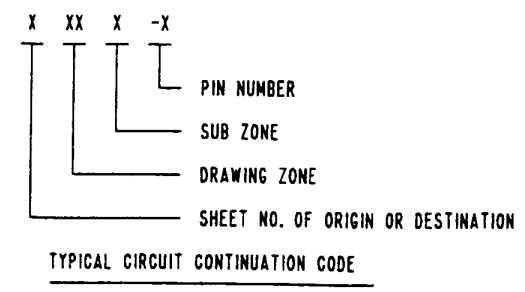 X XX X -X
PIN NUMBER
SUB ZONE
DRAWING ZONE
SHEET NO. OF ORIGIN OR DESTINATION
TYPICAL CIRCUIT CONTINUATION CODE